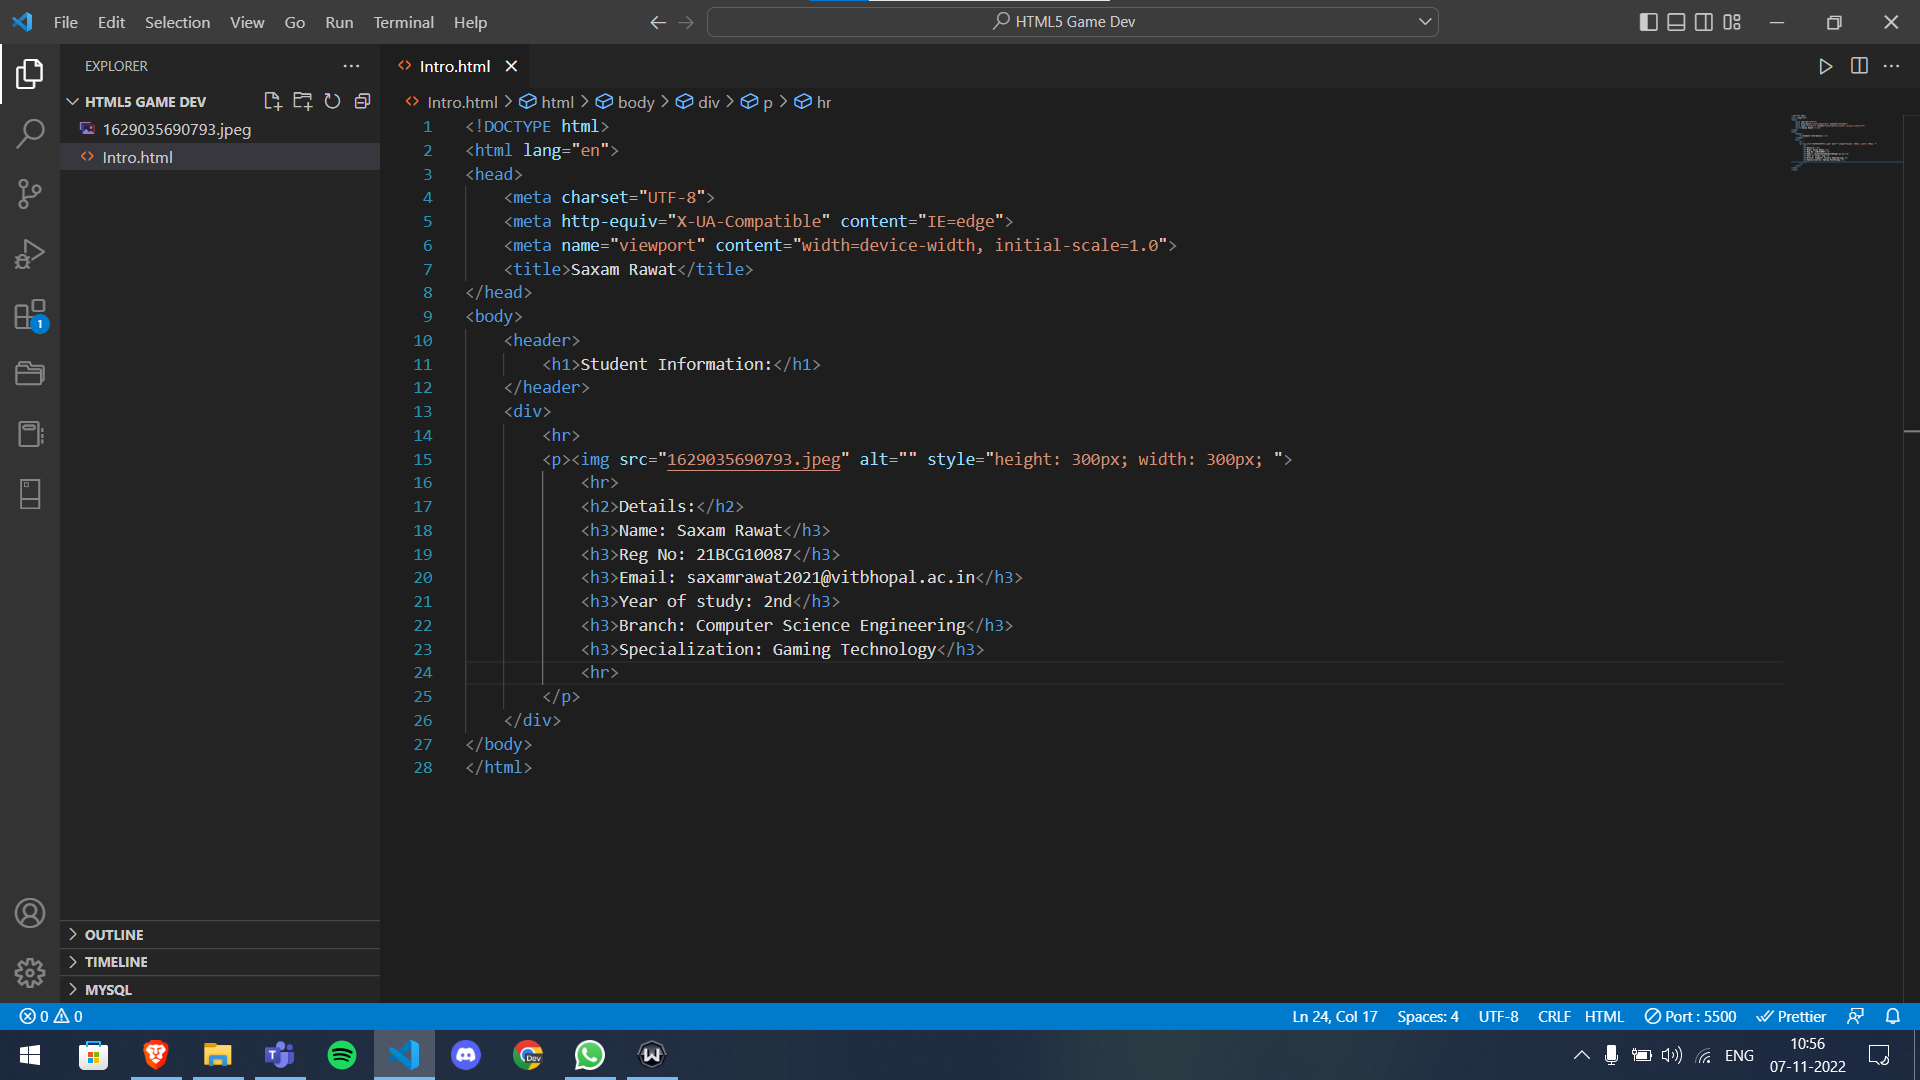 File Edit Selection View Go Run Terminal Help
HTML5 Game Dev
EXPLORER
HTML5 GAME DEV
1629035690793.jpeg
Intro.html
1
OUTLINE
TIMELINE
MYSQL
Intro.html
Intro.html > html > body > div > p > hr
1 <!DOCTYPE html>
2 <html lang="en">
3 <head>
4 <meta charset="UTF-8">
5 <meta http-equiv="X-UA-Compatible" content="IE=edge">
6 <meta name="viewport" content="width=device-width, initial-scale=1.0">
7 <title>Saxam Rawat</title>
8 </head>
9 <body>
10 <header>
11 <h1>Student Information:</h1>
12 </header>
13 <div>
14 <hr>
15 <p><img src="1629035690793.jpeg" alt="" style="height: 300px; width: 300px; ">
16 <hr>
17 <h2>Details:</h2>
18 <h3>Name: Saxam Rawat</h3>
19 <h3>Reg No: 21BCG10087</h3>
20 <h3>Email: saxamrawat2021@vitbhopal.ac.in</h3>
21 <h3>Year of study: 2nd</h3>
22 <h3>Branch: Computer Science Engineering</h3>
23 <h3>Specialization: Gaming Technology</h3>
24 <hr>
25 </p>
26 </div>
27 </body>
28 </html>
0 0 Ln 24, Col 17 Spaces: 4 UTF-8 CRLF HTML Port : 5500 Prettier
Dev
ENG
10:56
07-11-2022